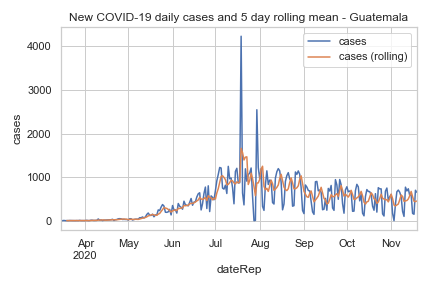 New COVID-19 daily cases and 5 day rolling mean - Guatemala
cases
cases (rolling)
4000
3000
2000
1000
0
cases
Apr
2020
May
Jun
Jul
Aug
Sep
Oct
Nov
dateRep